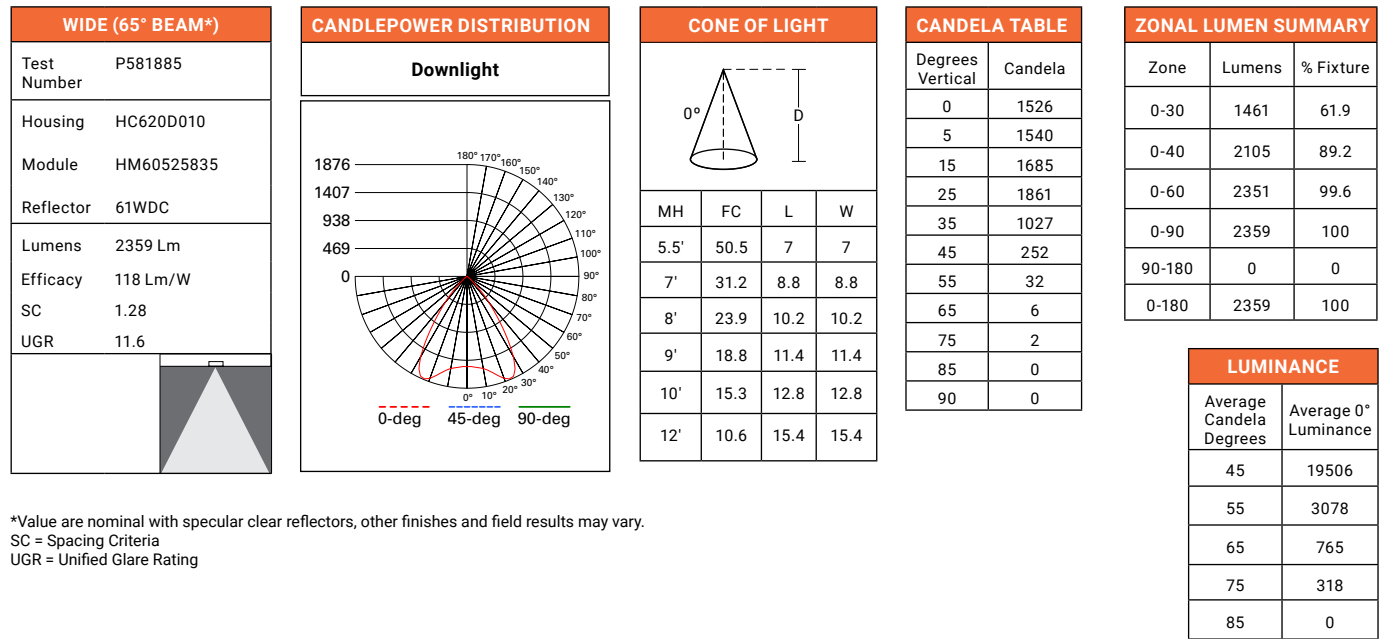 WIDE (65° BEAM*)
Test Number P581885
Housing HC620D010
Module HM60525835
Reflector 61WDC
Lumens 2359 Lm
Efficacy 118 Lm/W
SC 1.28
UGR 11.6
CANDLEPOWER DISTRIBUTION
Downlight
1876
1407
938
469
0
180° 170° 160° 150° 140° 130° 120° 110° 100° 90° 80° 70° 60° 50° 40° 30° 20° 10° 0°
0-deg 45-deg 90-deg
CONE OF LIGHT
0° D
MH FC L W
5.5' 50.5 7 7
7' 31.2 8.8 8.8
8' 23.9 10.2 10.2
9' 18.8 11.4 11.4
10' 15.3 12.8 12.8
12' 10.6 15.4 15.4
CANDELA TABLE
Degrees Vertical Candela
0 1526
5 1540
15 1685
25 1861
35 1027
45 252
55 32
65 6
75 2
85 0
90 0
ZONAL LUMEN SUMMARY
Zone Lumens % Fixture
0-30 1461 61.9
0-40 2105 89.2
0-60 2351 99.6
0-90 2359 100
90-180 0 0
0-180 2359 100
LUMINANCE
Average Candela Degrees Average 0° Luminance
45 19506
55 3078
65 765
75 318
85 0
*Value are nominal with specular clear reflectors, other finishes and field results may vary.
SC = Spacing Criteria
UGR = Unified Glare Rating